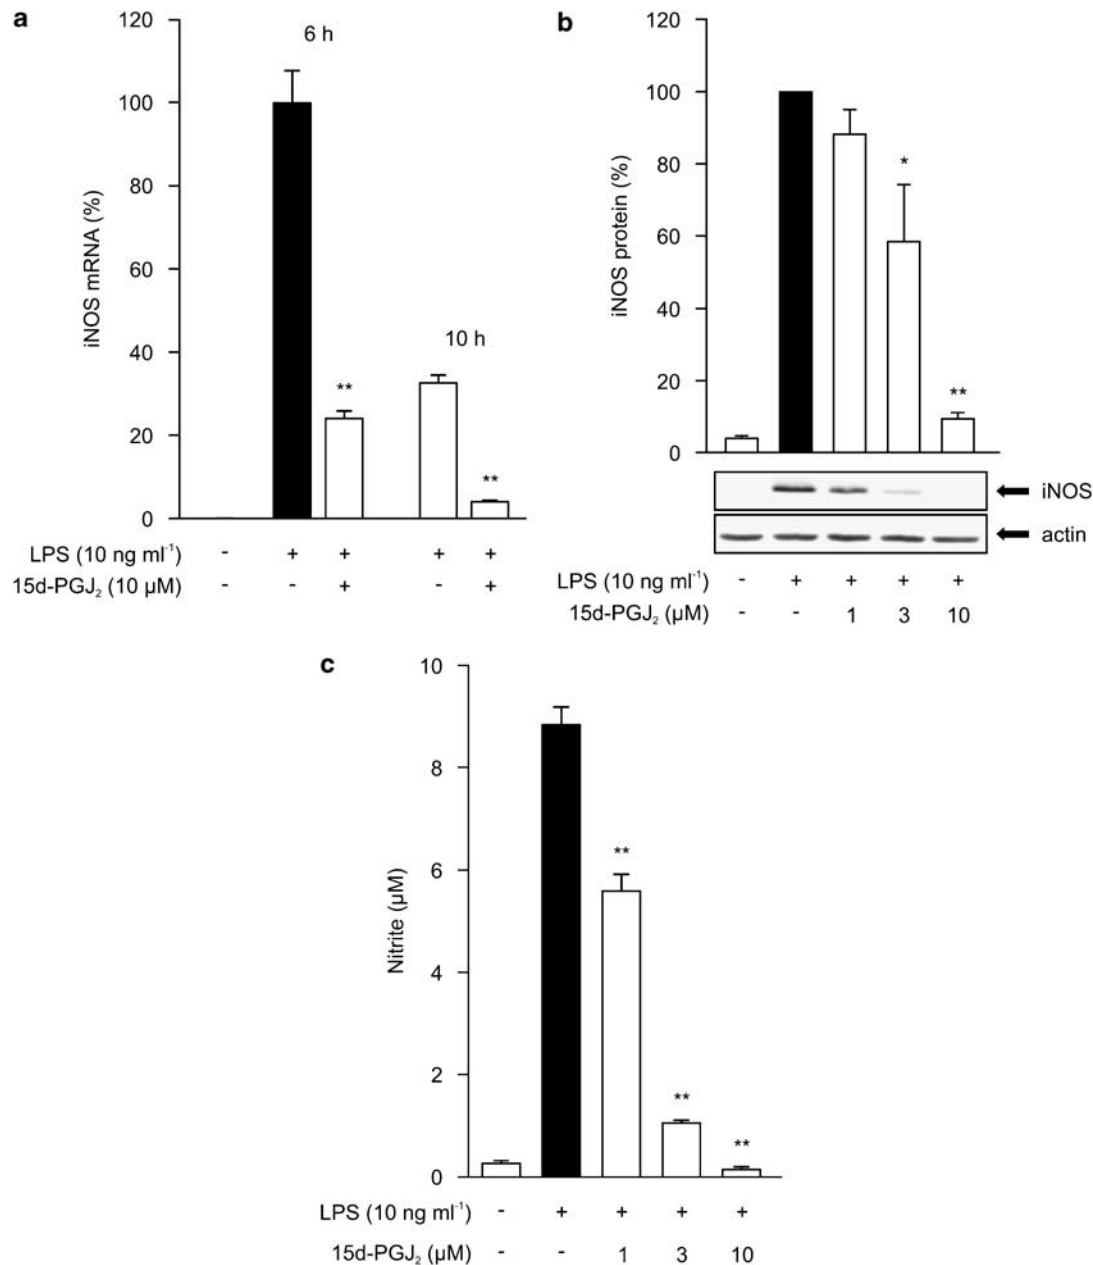 a
120
100
80
60
40
20
0
iNOS mRNA (%)
6 h
10 h
**
**
LPS (10 ng ml⁻¹) - + + + +
15d-PGJ₂ (10 µM) - - + - +
b
120
100
80
60
40
20
0
iNOS protein (%)
*
**
iNOS
actin
LPS (10 ng ml⁻¹) - + + + +
15d-PGJ₂ (µM) - - 1 3 10
c
10
8
6
4
2
0
Nitrite (µM)
**
**
**
LPS (10 ng ml⁻¹) - + + + +
15d-PGJ₂ (µM) - - 1 3 10